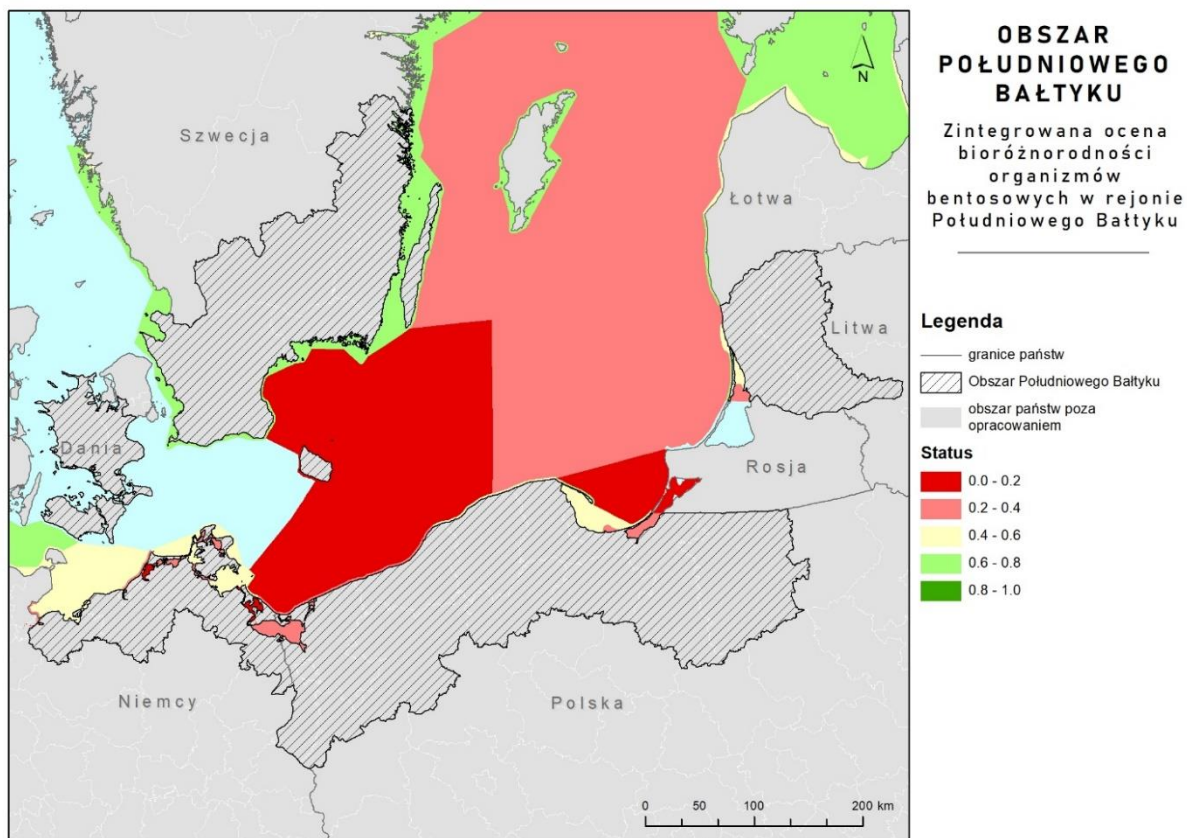 OBSZAR
POŁUDNIOWEGO
BAŁTYKU
Zintegrowana ocena
bioróżnorodności
organizmów
bentosowych w rejonie
Południowego Bałtyku
Legenda
granice państw
Obszar Południowego Bałtyku
obszar państw poza
opracowaniem
Status
0.0 - 0.2
0.2 - 0.4
0.4 - 0.6
0.6 - 0.8
0.8 - 1.0
N
Szwecja
Łotwa
Litwa
Dania
Rosja
Niemcy
Polska
0 50 100 200 km